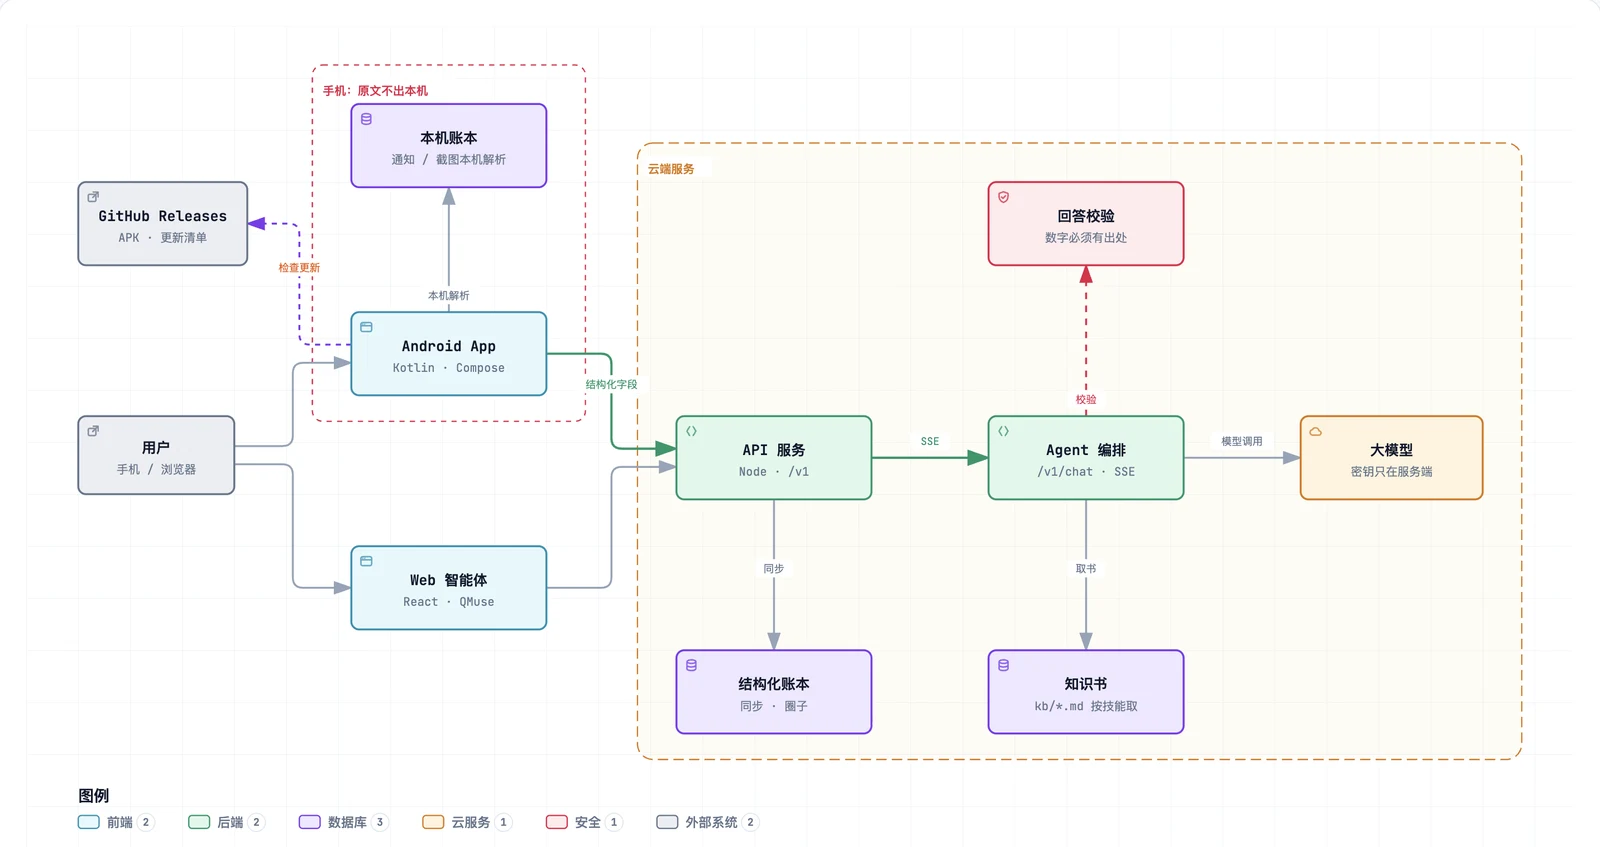 手机：原文不出本机
本机账本
通知 / 截图本机解析
云端服务
GitHub Releases
APK · 更新清单
回答校验
数字必须有出处
检查更新
本机解析
Android App
Kotlin · Compose
结构化字段
校验
用户
手机 / 浏览器
API 服务
Node · /v1
SSE
Agent 编排
/v1/chat · SSE
模型调用
大模型
密钥只在服务端
同步
取书
Web 智能体
React · QMuse
结构化账本
同步 · 圈子
知识书
kb/*.md 按技能取
图例
前端 2 后端 2 数据库 3 云服务 1 安全 1 外部系统 2